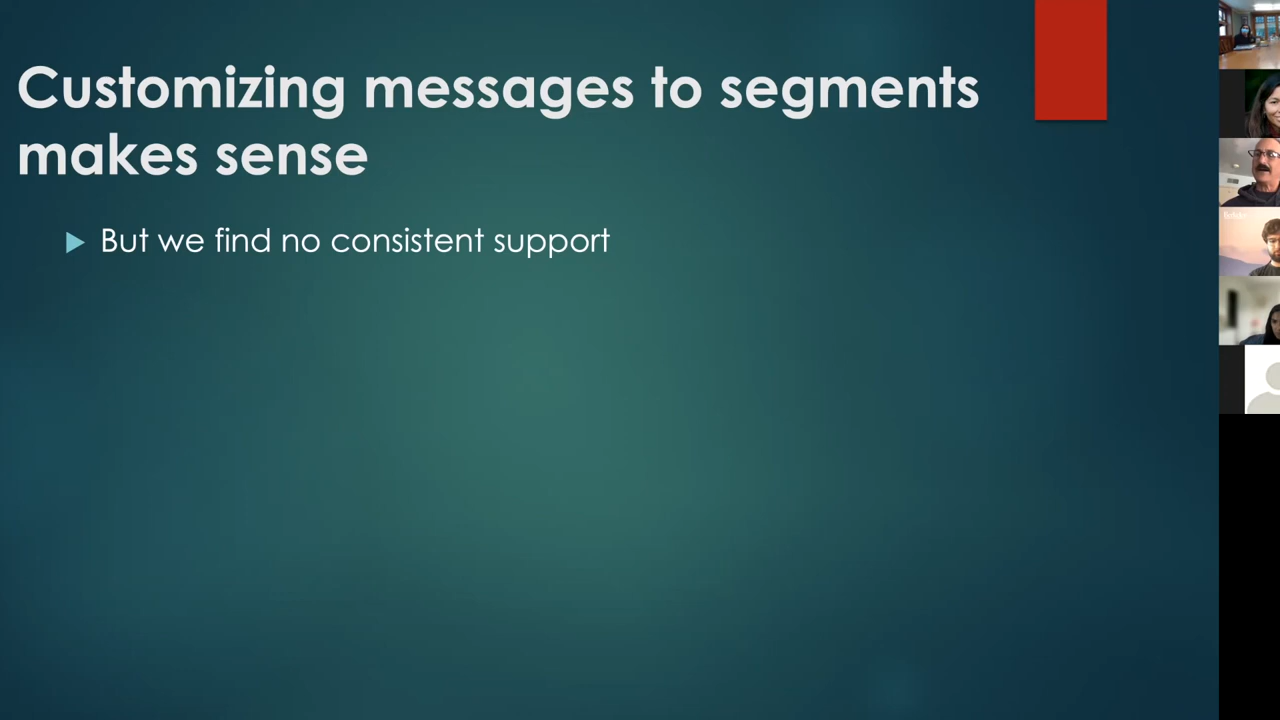 Customizing messages to segments
makes sense
But we find no consistent support